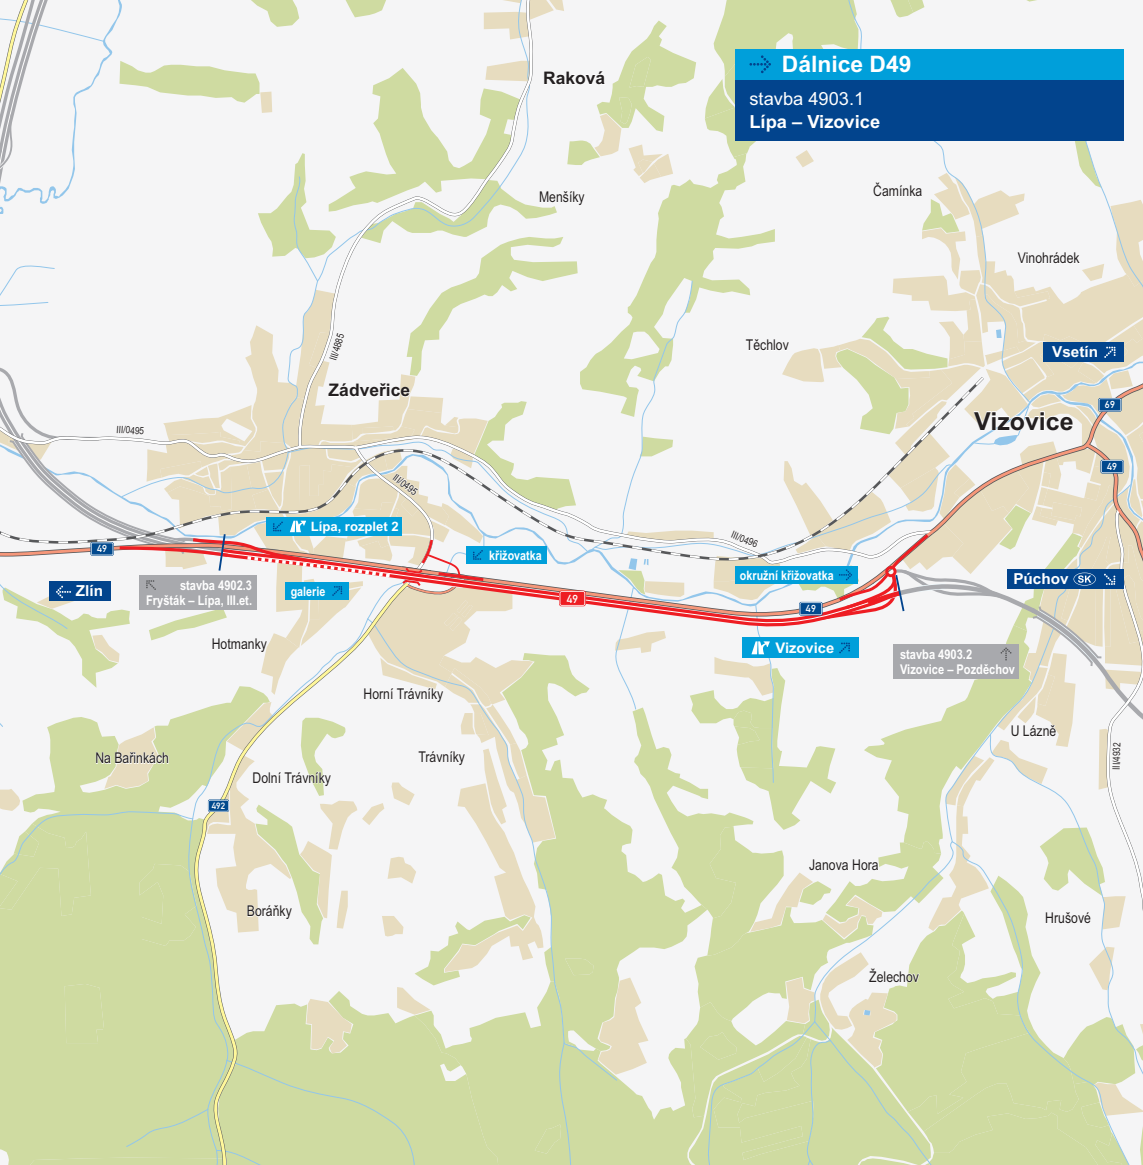 Dálnice D49
stavba 4903.1
Lípa – Vizovice
Raková
Menšíky
Čamínka
Vinohrádek
Těchlov
Vsetín
III/4885
Zádveřice
69
Vizovice
III/0495
49
III/0495
Lípa, rozplet 2
III/0496
49
křižovatka
okružní křižovatka
Púchov SK
Zlín
stavba 4902.3
Fryšták – Lípa, III.et.
galerie
49
49
Vizovice
Hotmanky
stavba 4903.2
Vizovice – Pozděchov
Horní Trávníky
U Lázně
Na Bařinkách
Trávníky
III/4932
Dolní Trávníky
492
Janova Hora
Boráňky
Hrušové
Želechov